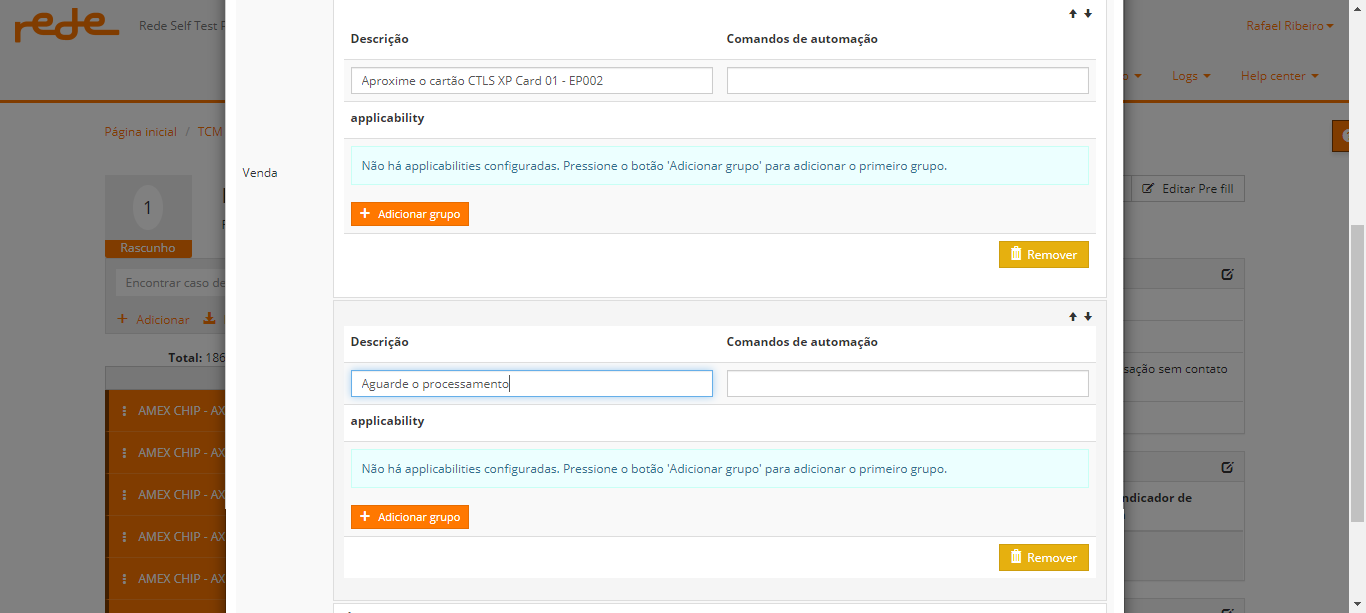 rede
Rede Self Test
Rafael Ribeiro
Logs
Help center
Página inicial / TCM
1
Rascunho
Encontrar caso de
Adicionar
Total: 186
AMEX CHIP - AX
AMEX CHIP - AX
AMEX CHIP - AX
AMEX CHIP - AX
AMEX CHIP - AX
Venda
Descrição
Comandos de automação
Aproxime o cartão CTLS XP Card 01 - EP002
applicability
Não há applicabilities configuradas. Pressione o botão 'Adicionar grupo' para adicionar o primeiro grupo.
Adicionar grupo
Remover
Descrição
Comandos de automação
Aguarde o processamento
applicability
Não há applicabilities configuradas. Pressione o botão 'Adicionar grupo' para adicionar o primeiro grupo.
Adicionar grupo
Remover
Editar Pre fill
sação sem contato
ndicador de